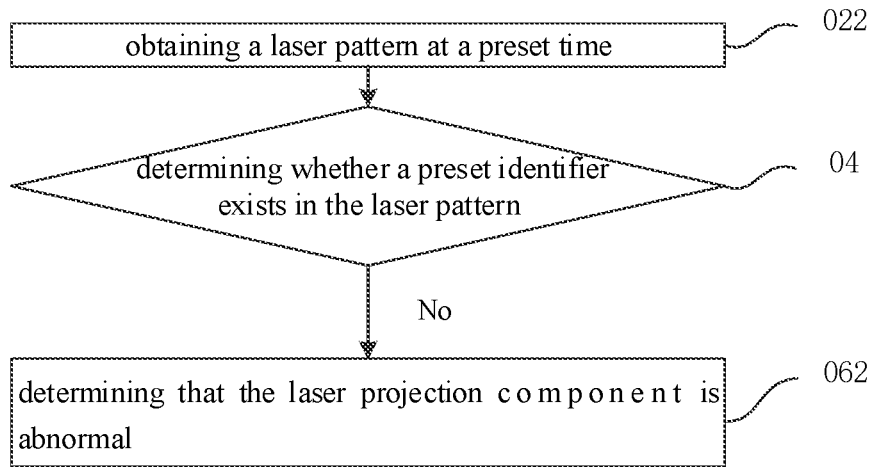 obtaining a laser pattern at a preset time
022
determining whether a preset identifier
exists in the laser pattern
04
No
determining that the laser projection component is
abnormal
062